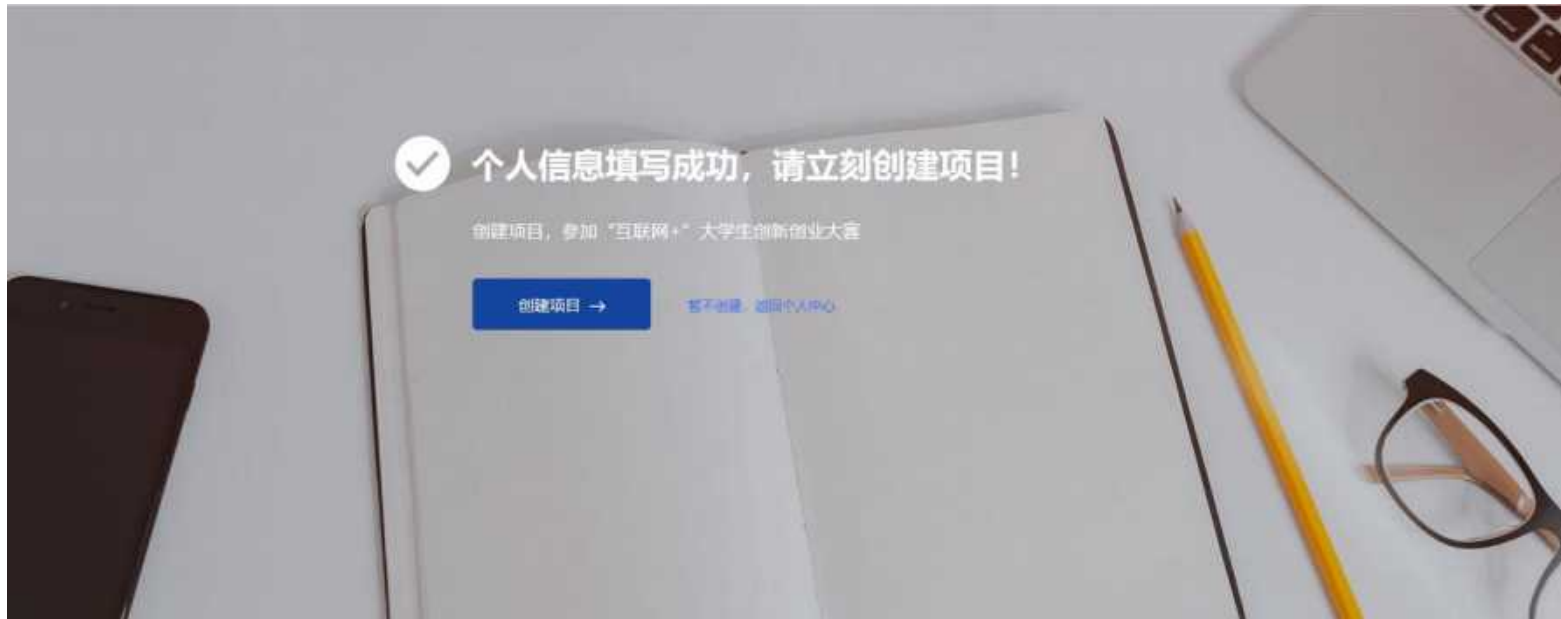 个人信息填写成功，请立刻创建项目！
创建项目，参加“互联网+”大学生创新创业大赛
创建项目 →
暂不创建，返回个人中心